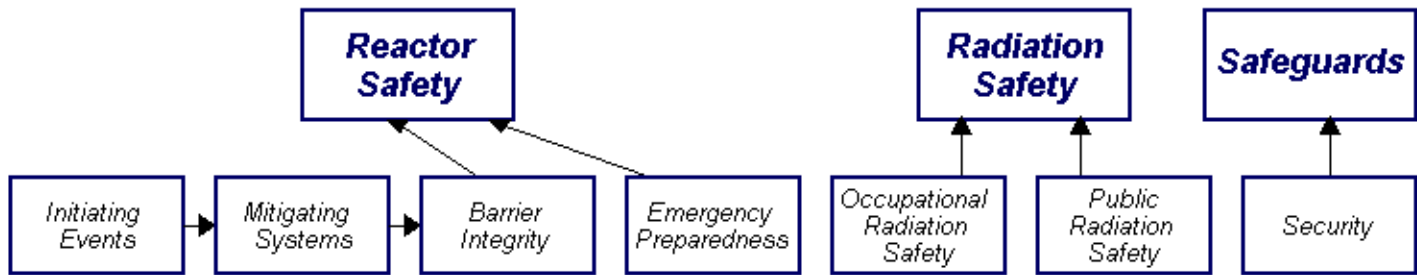 Reactor
Safety
Radiation
Safety
Safeguards
Initiating
Events
Mitigating
Systems
Barrier
Integrity
Emergency
Preparedness
Occupational
Radiation
Safety
Public
Radiation
Safety
Security